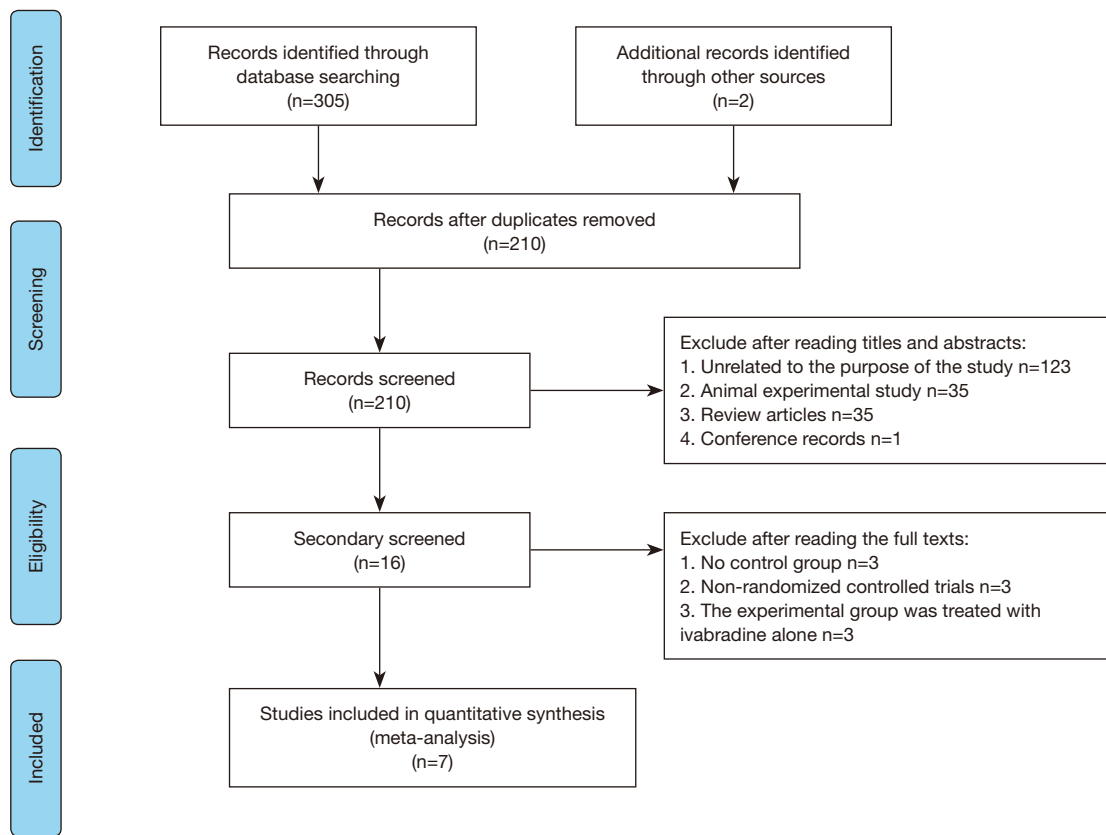 Identification
Records identified through
database searching
(n=305)
Additional records identified
through other sources
(n=2)
Records after duplicates removed
(n=210)
Screening
Records screened
(n=210)
Exclude after reading titles and abstracts:
1. Unrelated to the purpose of the study n=123
2. Animal experimental study n=35
3. Review articles n=35
4. Conference records n=1
Eligibility
Secondary screened
(n=16)
Exclude after reading the full texts:
1. No control group n=3
2. Non-randomized controlled trials n=3
3. The experimental group was treated with
ivabradine alone n=3
Included
Studies included in quantitative synthesis
(meta-analysis)
(n=7)